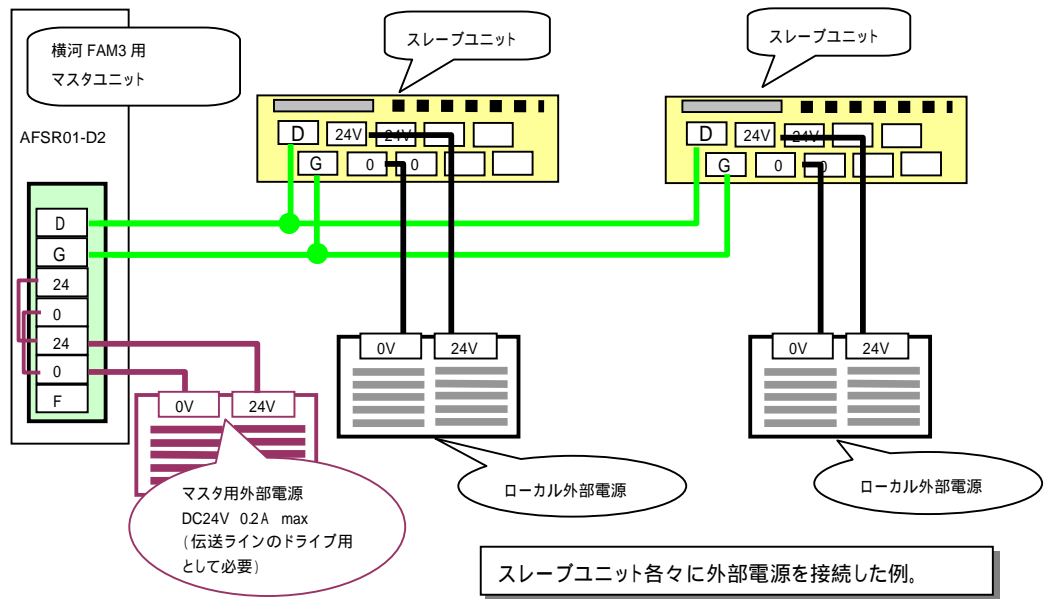 横河 FAM3 用
マスタユニット
AFSR01-D2
D
G
24
0
24
0
F
スレーブユニット
D
24V
24V
G
0
0
スレーブユニット
D
24V
24V
G
0
0
0V
24V
0V
24V
0V
24V
マスタ用外部電源
DC24V 0.2A max
(伝送ラインのドライブ用
として必要)
ローカル外部電源
ローカル外部電源
スレーブユニット各々に外部電源を接続した例。